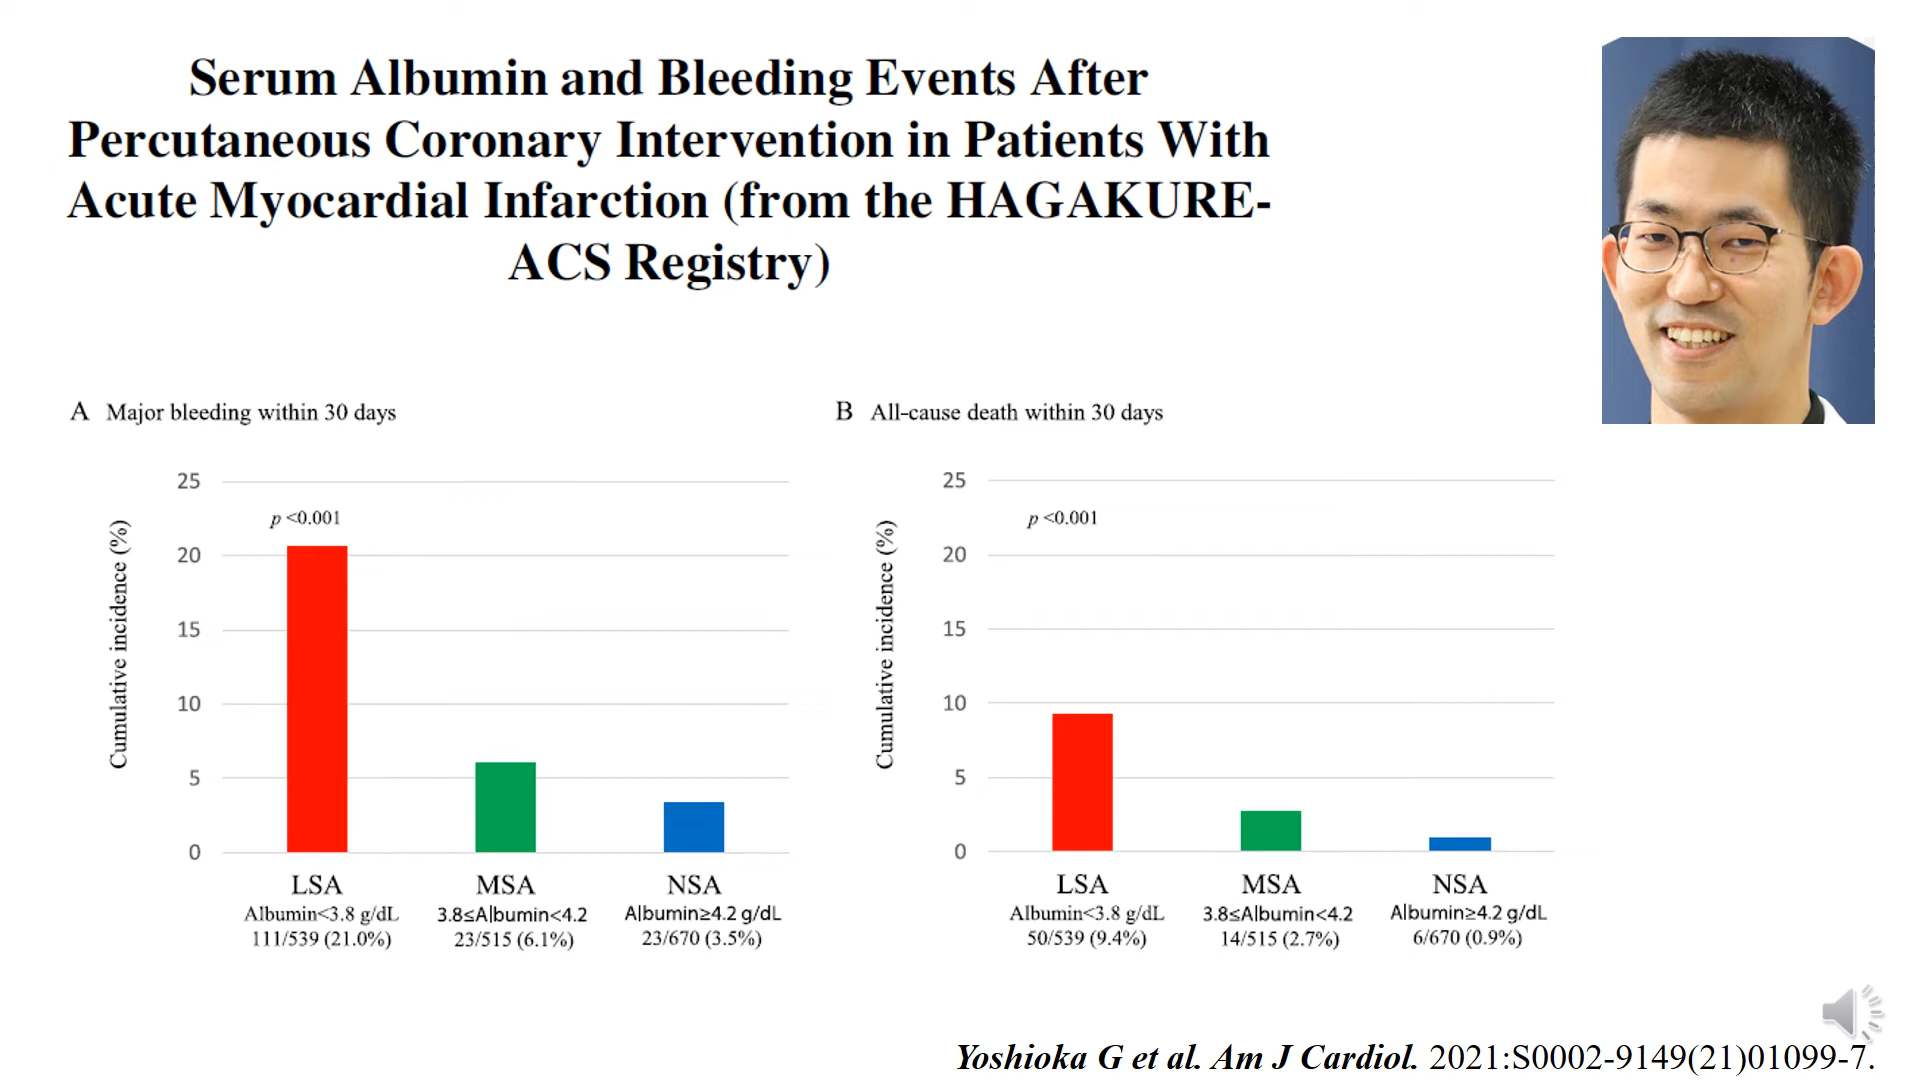 Serum Albumin and Bleeding Events After
Percutaneous Coronary Intervention in Patients With
Acute Myocardial Infarction (from the HAGAKURE-
ACS Registry)
A Major bleeding within 30 days
25
20
15
10
5
0
Cumulative incidence (%)
p <0.001
LSA
Albumin<3.8 g/dL
111/539 (21.0%)
MSA
3.8≤Albumin<4.2
23/515 (6.1%)
NSA
Albumin≥4.2 g/dL
23/670 (3.5%)
B All-cause death within 30 days
25
20
15
10
5
0
Cumulative incidence (%)
p <0.001
LSA
Albumin<3.8 g/dL
50/539 (9.4%)
MSA
3.8≤Albumin<4.2
14/515 (2.7%)
NSA
Albumin≥4.2 g/dL
6/670 (0.9%)
Yoshioka G et al. Am J Cardiol. 2021:S0002-9149(21)01099-7.